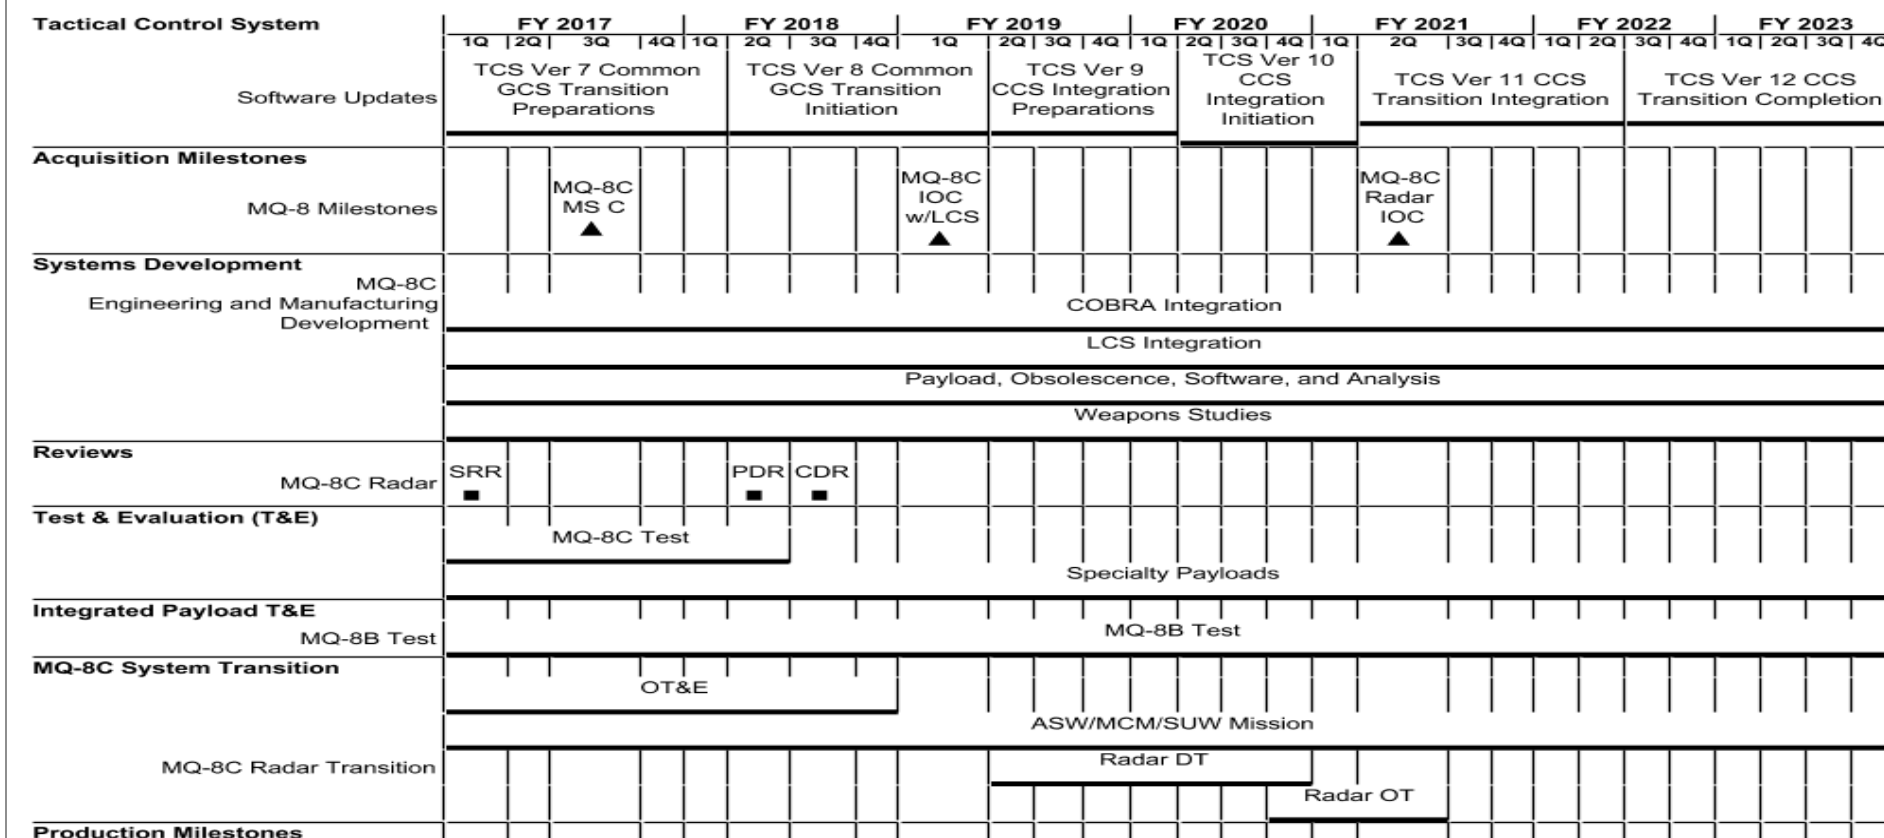 Tactical Control System FY 2017 FY 2018 FY 2019 FY 2020 FY 2021 FY 2022 FY 2023
1Q 2Q 3Q 4Q 1Q 2Q 3Q 4Q 1Q 2Q 3Q 4Q 1Q 2Q 3Q 4Q 1Q 2Q 3Q 4Q 1Q 2Q 3Q 4Q 1Q 2Q 3Q 4Q
Software Updates
TCS Ver 7 Common
GCS Transition
Preparations
TCS Ver 8 Common
GCS Transition
Initiation
TCS Ver 9
CCS Integration
Preparations
TCS Ver 10
CCS
Integration
Initiation
TCS Ver 11 CCS
Transition Integration
TCS Ver 12 CCS
Transition Completion
Acquisition Milestones
MQ-8 Milestones
MQ-8C
MS C
MQ-8C
IOC
w/LCS
MQ-8C
Radar
IOC
Systems Development
MQ-8C
Engineering and Manufacturing
Development
COBRA Integration
LCS Integration
Payload, Obsolescence, Software, and Analysis
Weapons Studies
Reviews
MQ-8C Radar
SRR
PDR
CDR
Test & Evaluation (T&E)
MQ-8C Test
Specialty Payloads
Integrated Payload T&E
MQ-8B Test
MQ-8B Test
MQ-8C System Transition
OT&E
ASW/MCM/SUW Mission
MQ-8C Radar Transition
Radar DT
Radar OT
Production Milestones